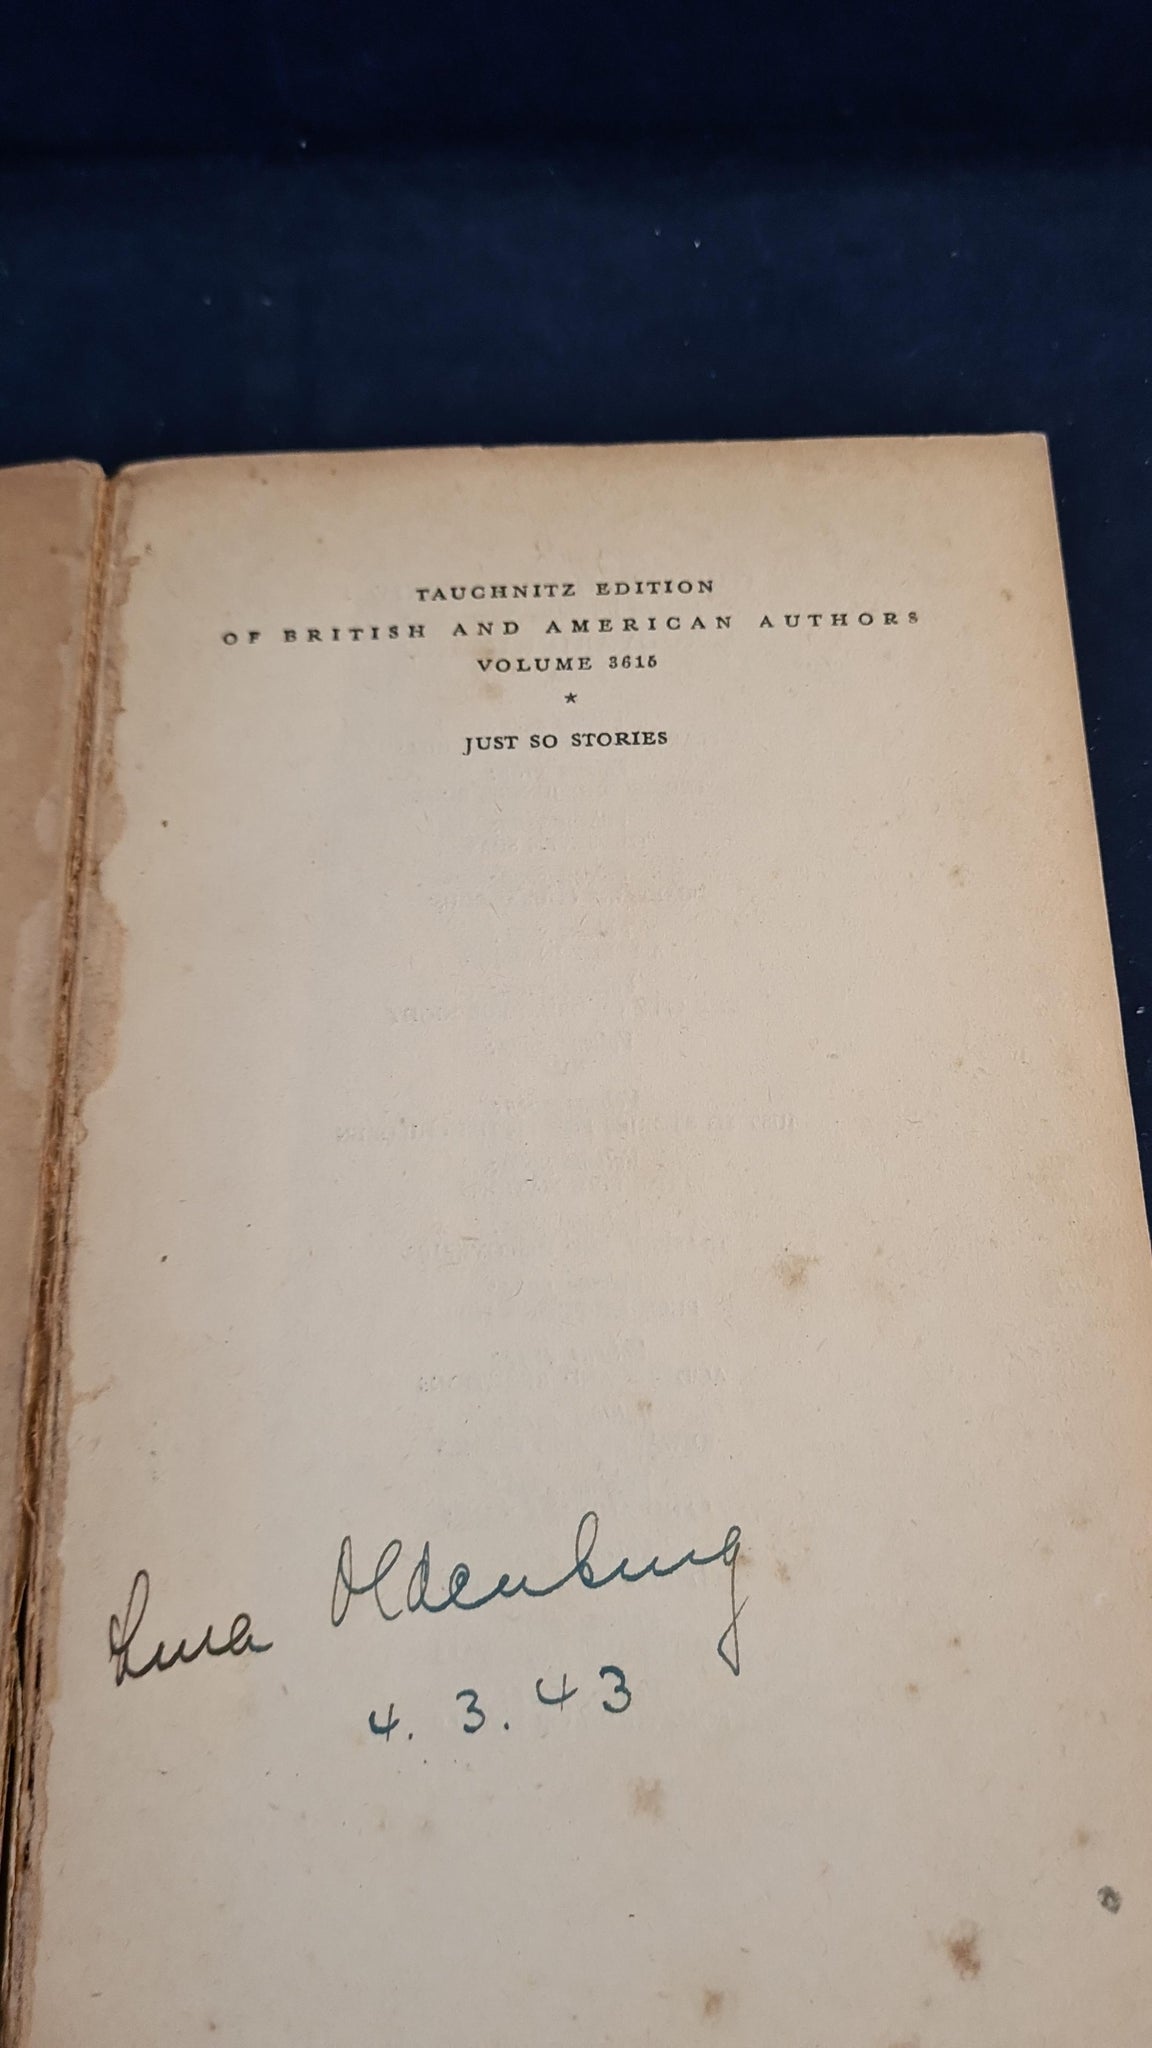 TAUCHNITZ EDITION
OF BRITISH AND AMERICAN AUTHORS
VOLUME 3615
★
JUST SO STORIES
Oldenburg
4. 3. 43